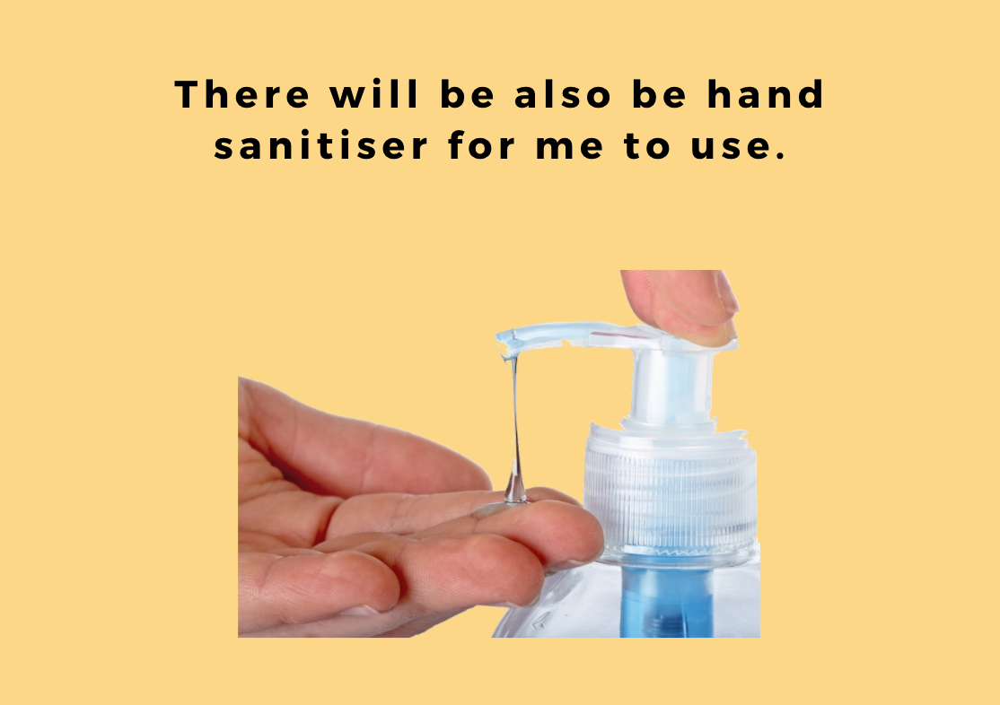 There will be also be hand
sanitiser for me to use.